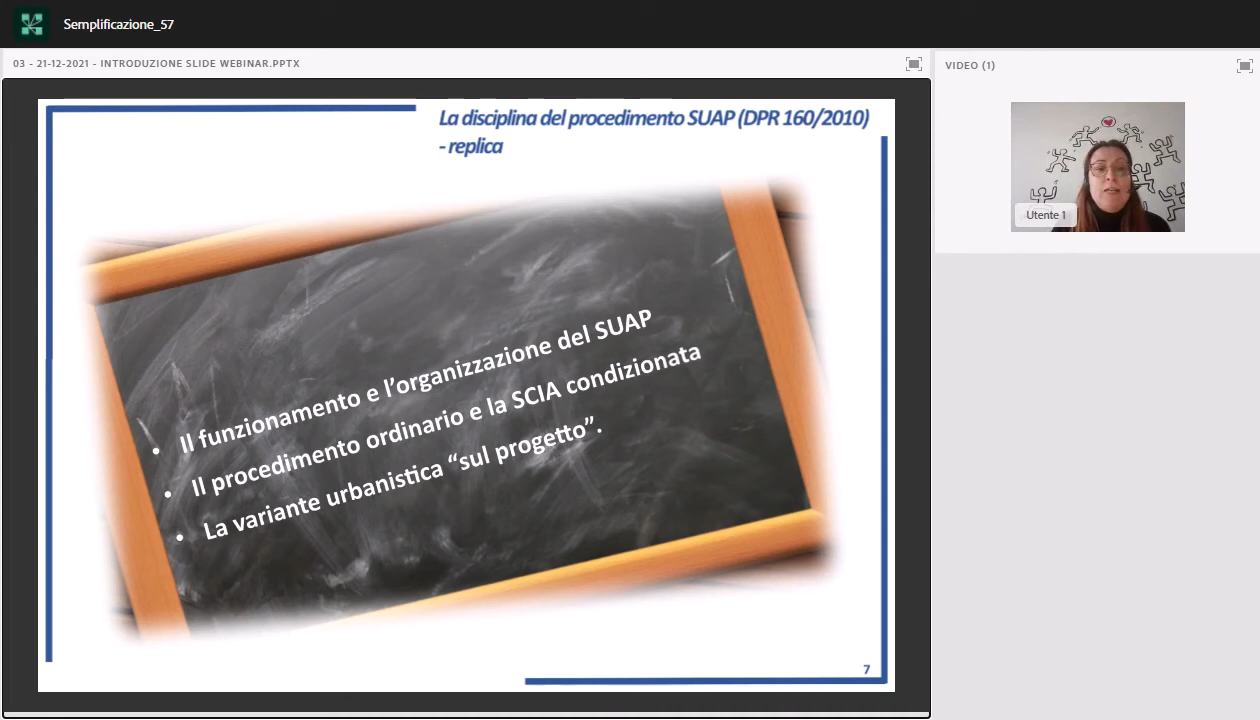 Semplificazione_57
03 - 21-12-2021 - INTRODUZIONE SLIDE WEBINAR.PPTX
VIDEO (1)
La disciplina del procedimento SUAP (DPR 160/2010)
- replica
• Il funzionamento e l’organizzazione del SUAP
• Il procedimento ordinario e la SCIA condizionata
• La variante urbanistica “sul progetto”.
7
Utente 1